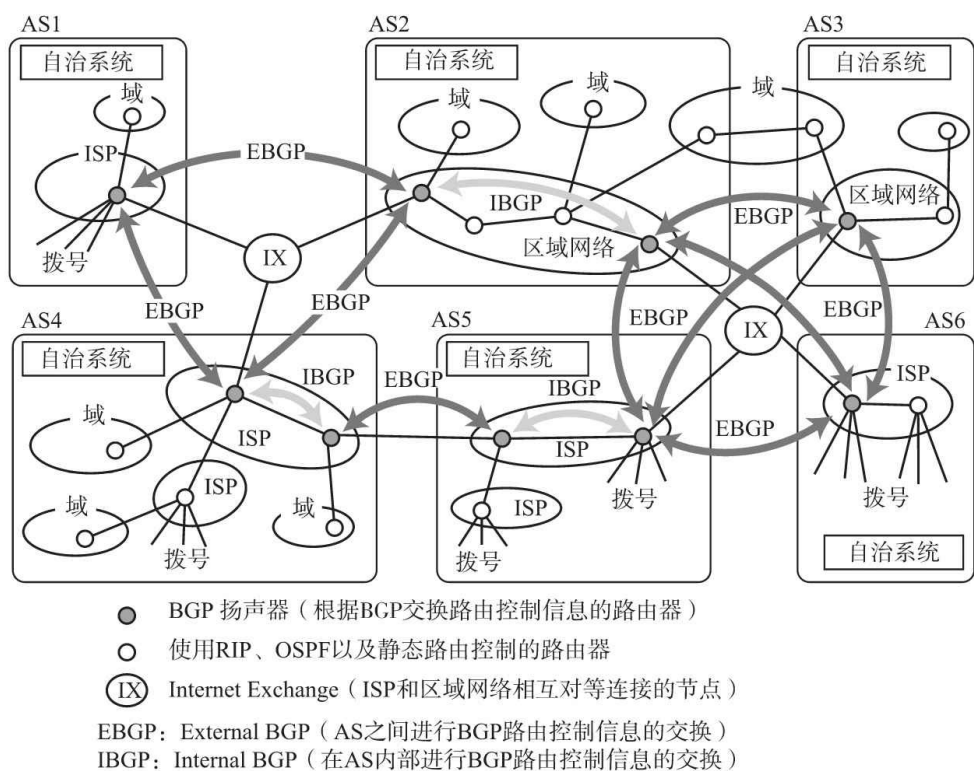 AS1
自治系统
域
ISP
拨号
EBGP
AS2
自治系统
域
域
IBGP
区域网络
域
AS3
自治系统
区域网络
EBGP
IX
EBGP
EBGP
EBGP
EBGP
IX
AS4
自治系统
IBGP
ISP
域
ISP
域
域
拨号
EBGP
AS5
自治系统
IBGP
ISP
拨号
ISP
拨号
EBGP
AS6
ISP
拨号
自治系统
BGP 扬声器（根据BGP交换路由控制信息的路由器）
使用RIP、OSPF以及静态路由控制的路由器
IX Internet Exchange（ISP和区域网络相互对等连接的节点）
EBGP：External BGP（AS之间进行BGP路由控制信息的交换）
IBGP：Internal BGP（在AS内部进行BGP路由控制信息的交换）